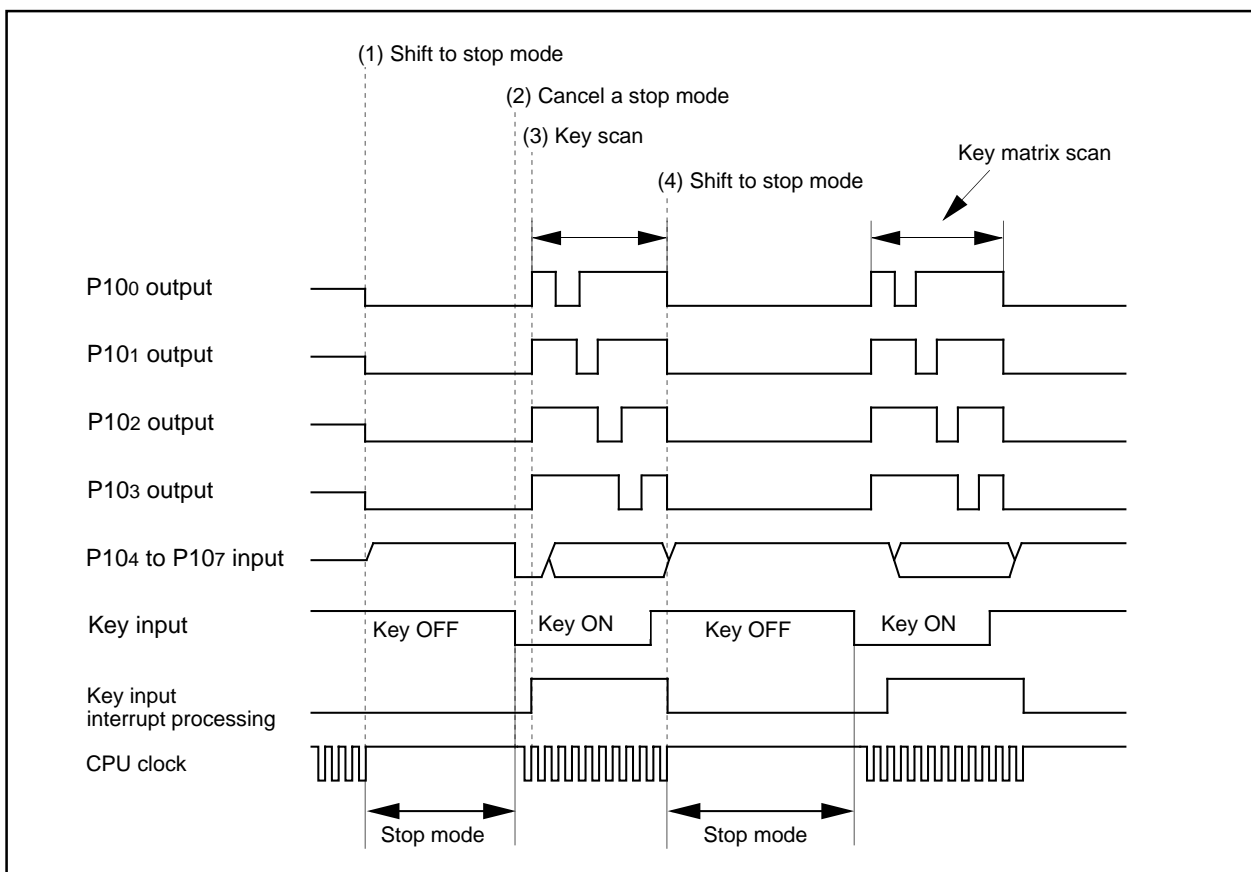 (1) Shift to stop mode
(2) Cancel a stop mode
(3) Key scan
Key matrix scan
(4) Shift to stop mode
P100 output
P101 output
P102 output
P103 output
P104 to P107 input
Key input
Key OFF
Key ON
Key OFF
Key ON
Key input
interrupt processing
CPU clock
Stop mode
Stop mode